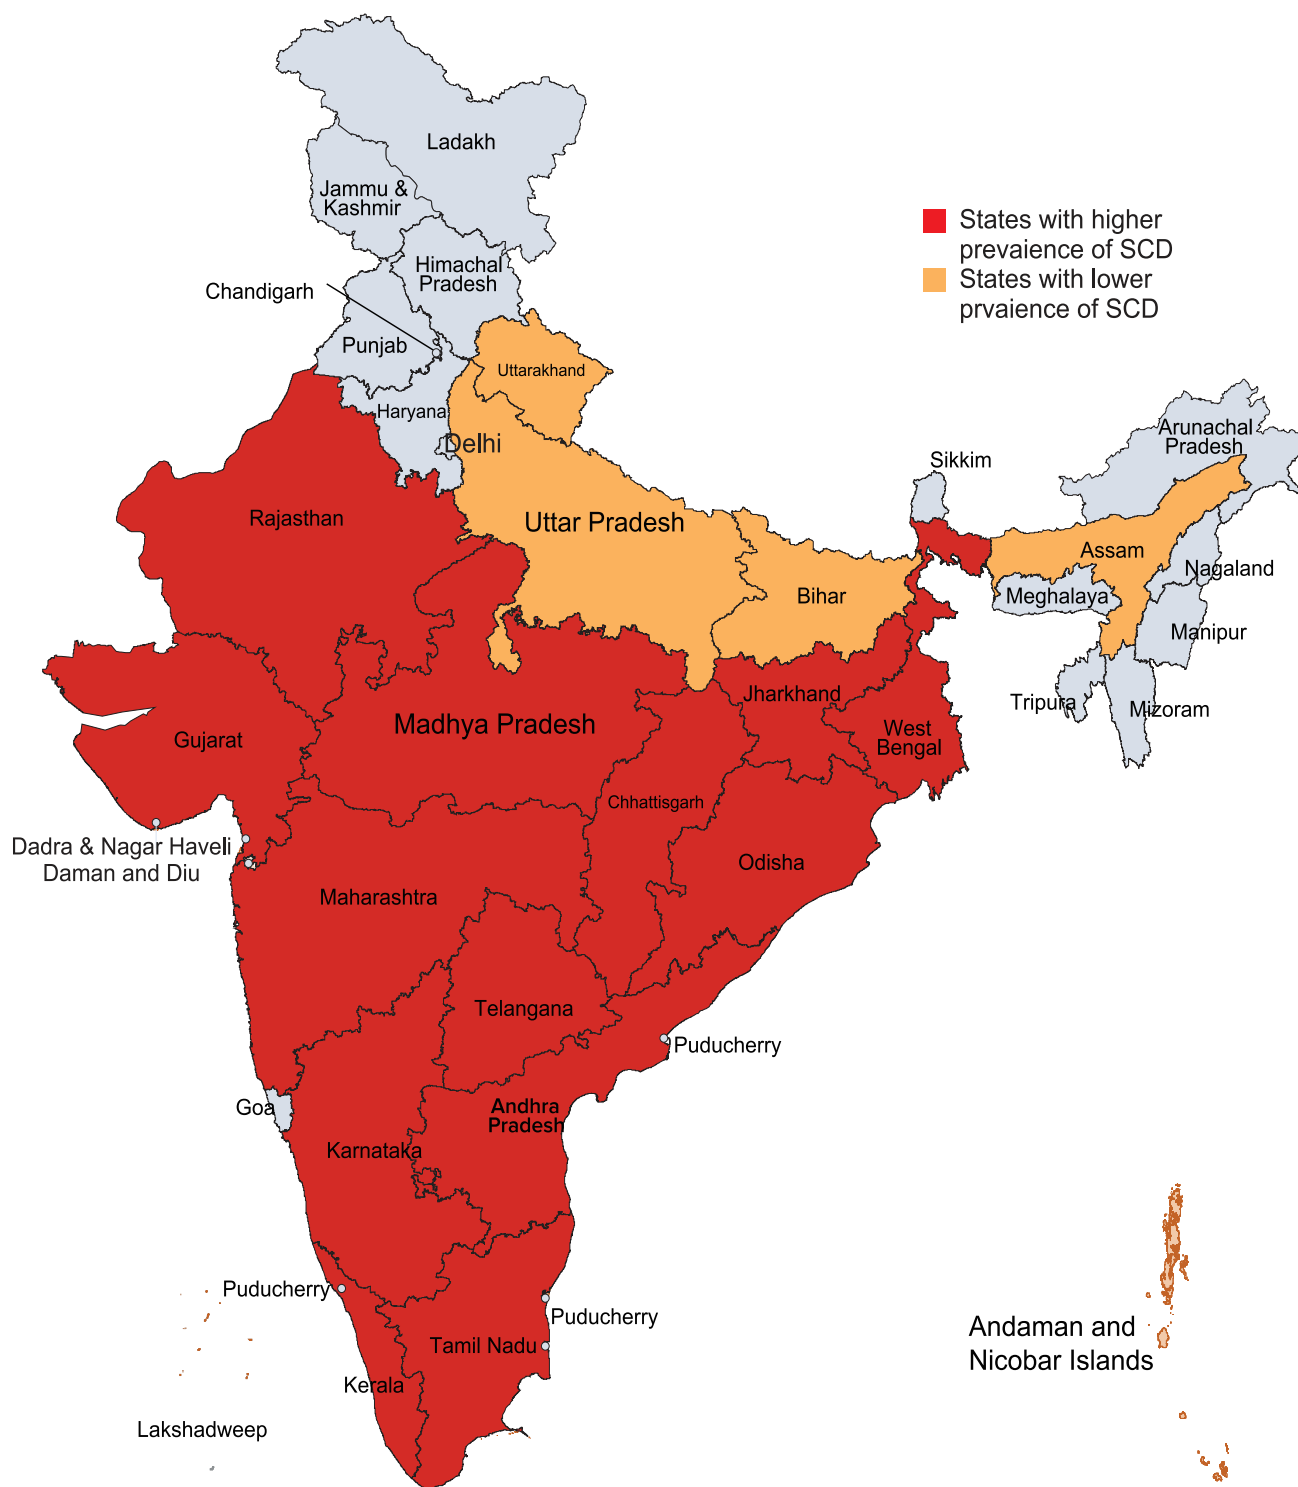 Ladakh
Jammu &
Kashmir
States with higher
prevaience of SCD
States with lower
prvaience of SCD
Himachal
Pradesh
Chandigarh
Punjab
Uttarakhand
Haryana
Delhi
Arunachal
Pradesh
Sikkim
Rajasthan
Uttar Pradesh
Assam
Nagaland
Bihar
Meghalaya
Manipur
Jharkhand
Tripura
Mizoram
Madhya Pradesh
Gujarat
West
Bengal
Chhattisgarh
Dadra & Nagar Haveli
Daman and Diu
Odisha
Maharashtra
Telangana
Puducherry
Goa
Andhra
Pradesh
Karnataka
Puducherry
Puducherry
Tamil Nadu
Andaman and
Nicobar Islands
Kerala
Lakshadweep